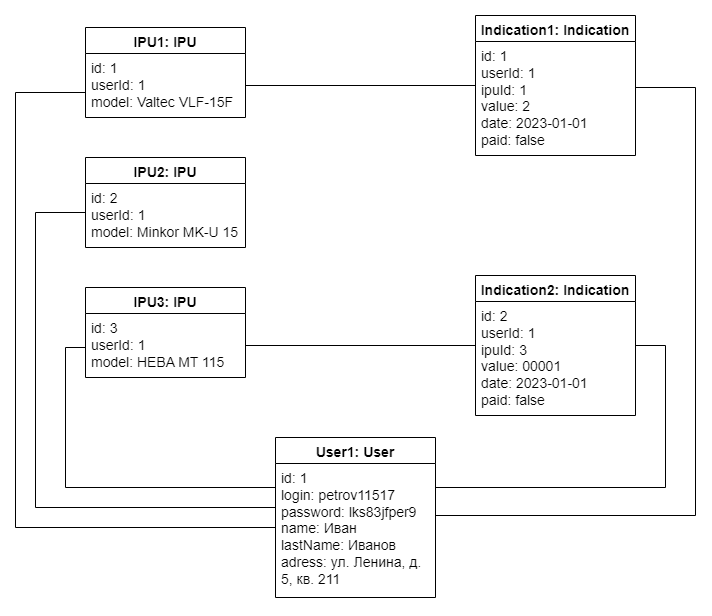 IPU1: IPU
id: 1
userId: 1
model: Valtec VLF-15F
Indication1: Indication
id: 1
userId: 1
ipuId: 1
value: 2
date: 2023-01-01
paid: false
IPU2: IPU
id: 2
userId: 1
model: Minkor MK-U 15
IPU3: IPU
id: 3
userId: 1
model: НЕВА МТ 115
Indication2: Indication
id: 2
userId: 1
ipuId: 3
value: 00001
date: 2023-01-01
paid: false
User1: User
id: 1
login: petrov11517
password: lks83jfper9
name: Иван
lastName: Иванов
adress: ул. Ленина, д.
5, кв. 211